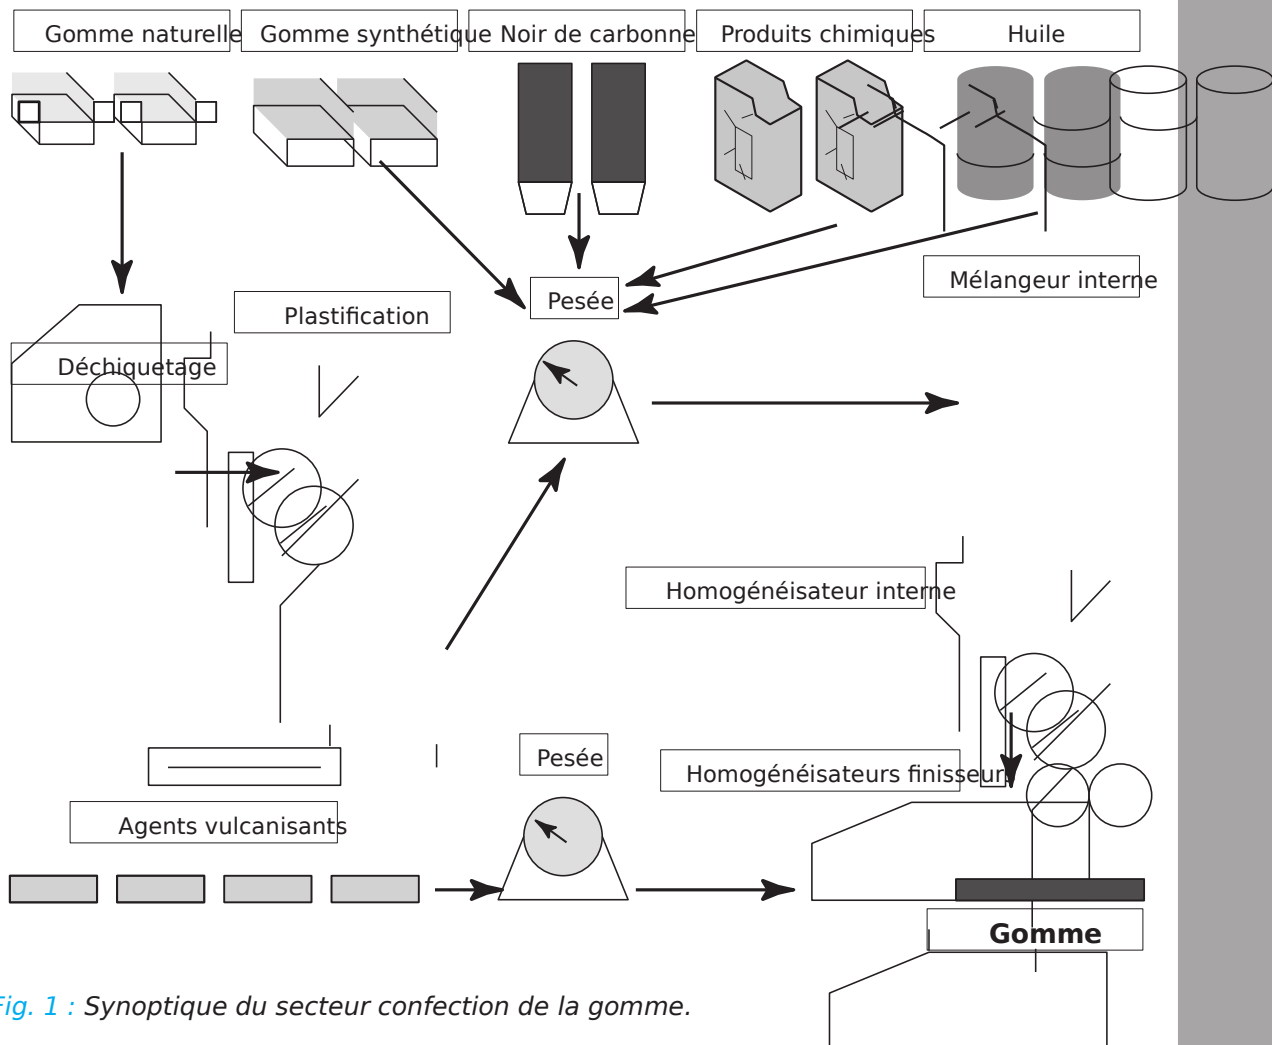 Gomme naturelle
Gomme synthétique
Noir de carbonne
Produits chimiques
Huile
Mélangeur interne
Pesée
Plastification
Déchiquetage
Homogénéisateur interne
Pesée
Homogénéisateurs finisseurs
Agents vulcanisants
Gomme
Fig. 1 : Synoptique du secteur confection de la gomme.